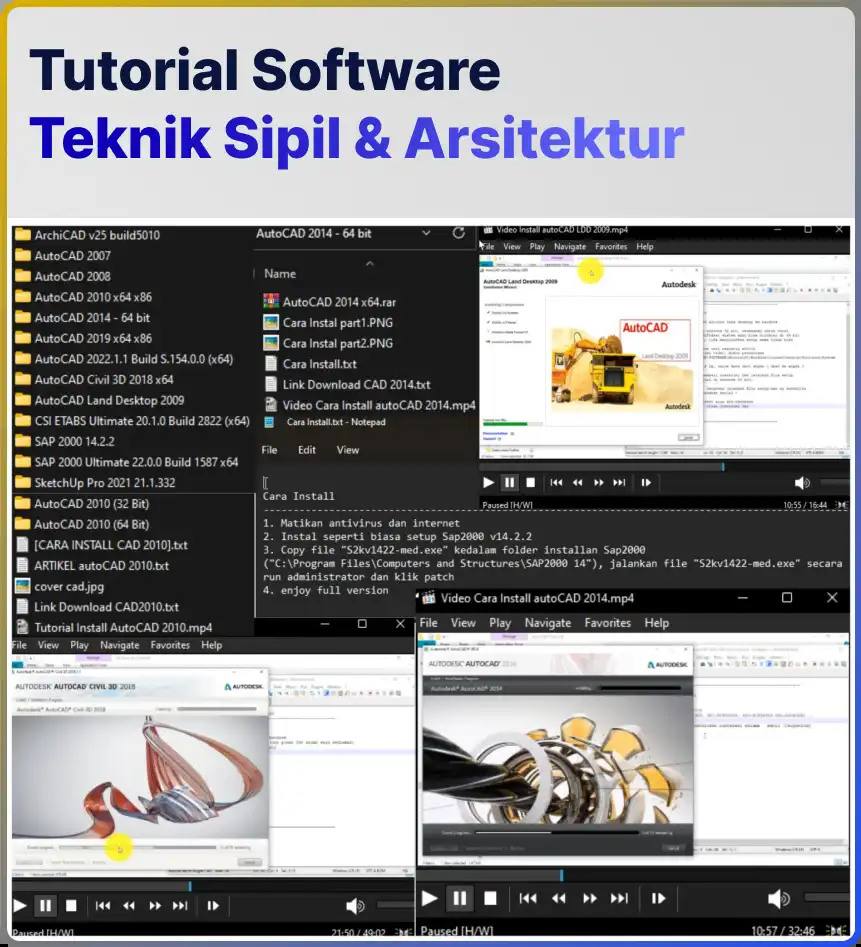 Tutorial Software
Teknik Sipil & Arsitektur
ArchiCAD v25 build5010
AutoCAD 2007
AutoCAD 2008
AutoCAD 2010 x64 x86
AutoCAD 2014 - 64 bit
AutoCAD 2019 x64 x86
AutoCAD 2022.1.1 Build S.154.0.0 (x64)
AutoCAD Civil 3D 2018 x64
AutoCAD Land Desktop 2009
CSI ETABS Ultimate 20.1.0 Build 2822 (x64)
SAP 2000 14.2.2
SAP 2000 Ultimate 22.0.0 Build 1587 x64
SketchUp Pro 2021 21.1.332
AutoCAD 2010 (32 Bit)
AutoCAD 2010 (64 Bit)
[CARA INSTALL CAD 2010].txt
ARTIKEL autoCAD 2010.txt
cover cad.jpg
Link Download CAD2010.txt
Tutorial Install AutoCAD 2010.mp4
AutoCAD 2014 - 64 bit
Name
AutoCAD 2014 x64.rar
Cara Instal part1.PNG
Cara Instal part2.PNG
Cara Install.txt
Link Download CAD 2014.txt
Video Cara Install autoCAD 2014.mp4
Cara Install.txt - Notepad
File Edit View
Cara Install
1. Matikan antivirus dan internet
2. Instal seperti biasa setup Sap2000 v14.2.2
3. Copy file "S2kv1422-med.exe" kedalam folder installan Sap2000
("C:\Program Files\Computers and Structures\SAP2000 14"), jalankan file "S2kv1422-med.exe" secara
run administrator dan klik patch
4. enjoy full version
Video Install autoCAD LDD 2009.mp4
File View Play Navigate Favorites Help
AutoCAD Land Desktop 2009
Autodesk
AutoCAD
Land Desktop 2009
Autodesk
Paused [H/W]
10:55 / 16:44
File View Play Navigate Favorites Help
AUTODESK AUTOCAD CIVIL 3D 2018
AUTODESK
Autodesk AutoCAD Civil 3D 2018
Paused [H/W]
21:50 / 49:02
Video Cara Install autoCAD 2014.mp4
File View Play Navigate Favorites Help
AUTODESK AUTOCAD 2014
AUTODESK
Autodesk AutoCAD 2014
Paused [H/W]
10:57 / 32:46